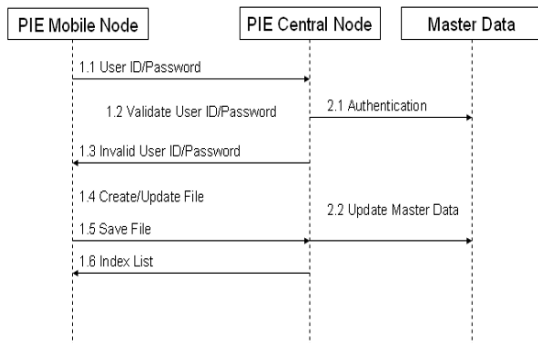 PIE Mobile Node
PIE Central Node
Master Data
1.1 User ID/Password
1.2 Validate User ID/Password
2.1 Authentication
1.3 Invalid User ID/Password
1.4 Create/Update File
2.2 Update Master Data
1.5 Save File
1.6 Index List